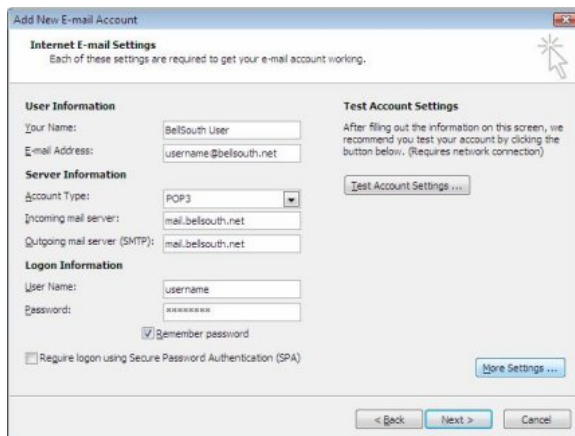 Add New E-mail Account
Internet E-mail Settings
Each of these settings are required to get your e-mail account working.
User Information
Your Name: BellSouth User
E-mail Address: username@bellsouth.net
Server Information
Account Type: POP3
Incoming mail server: mail.bellsouth.net
Outgoing mail server (SMTP): mail.bellsouth.net
Logon Information
User Name: username
Password: ********
Remember password
Require logon using Secure Password Authentication (SPA)
Test Account Settings
After filling out the information on this screen, we
recommend you test your account by clicking the
button below. (Requires network connection)
Test Account Settings ...
More Settings ...
< Back
Next >
Cancel